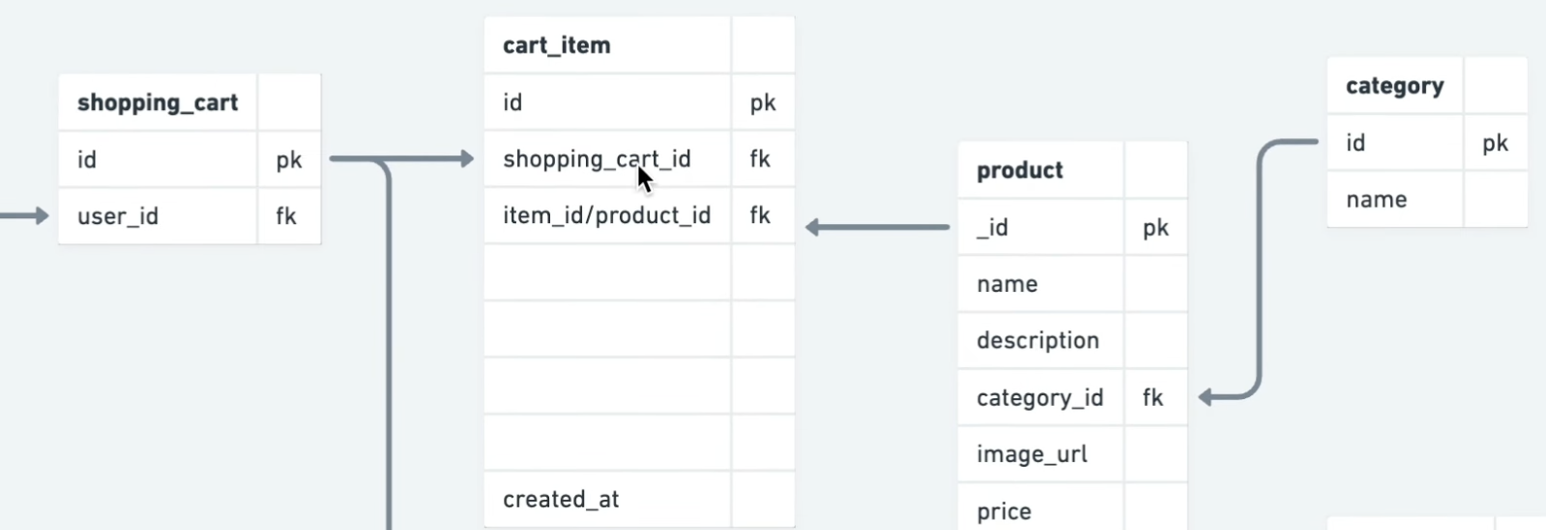 shopping_cart
id pk
user_id fk
cart_item
id pk
shopping_cart_id fk
item_id/product_id fk
created_at
product
_id pk
name
description
category_id fk
image_url
price
category
id pk
name